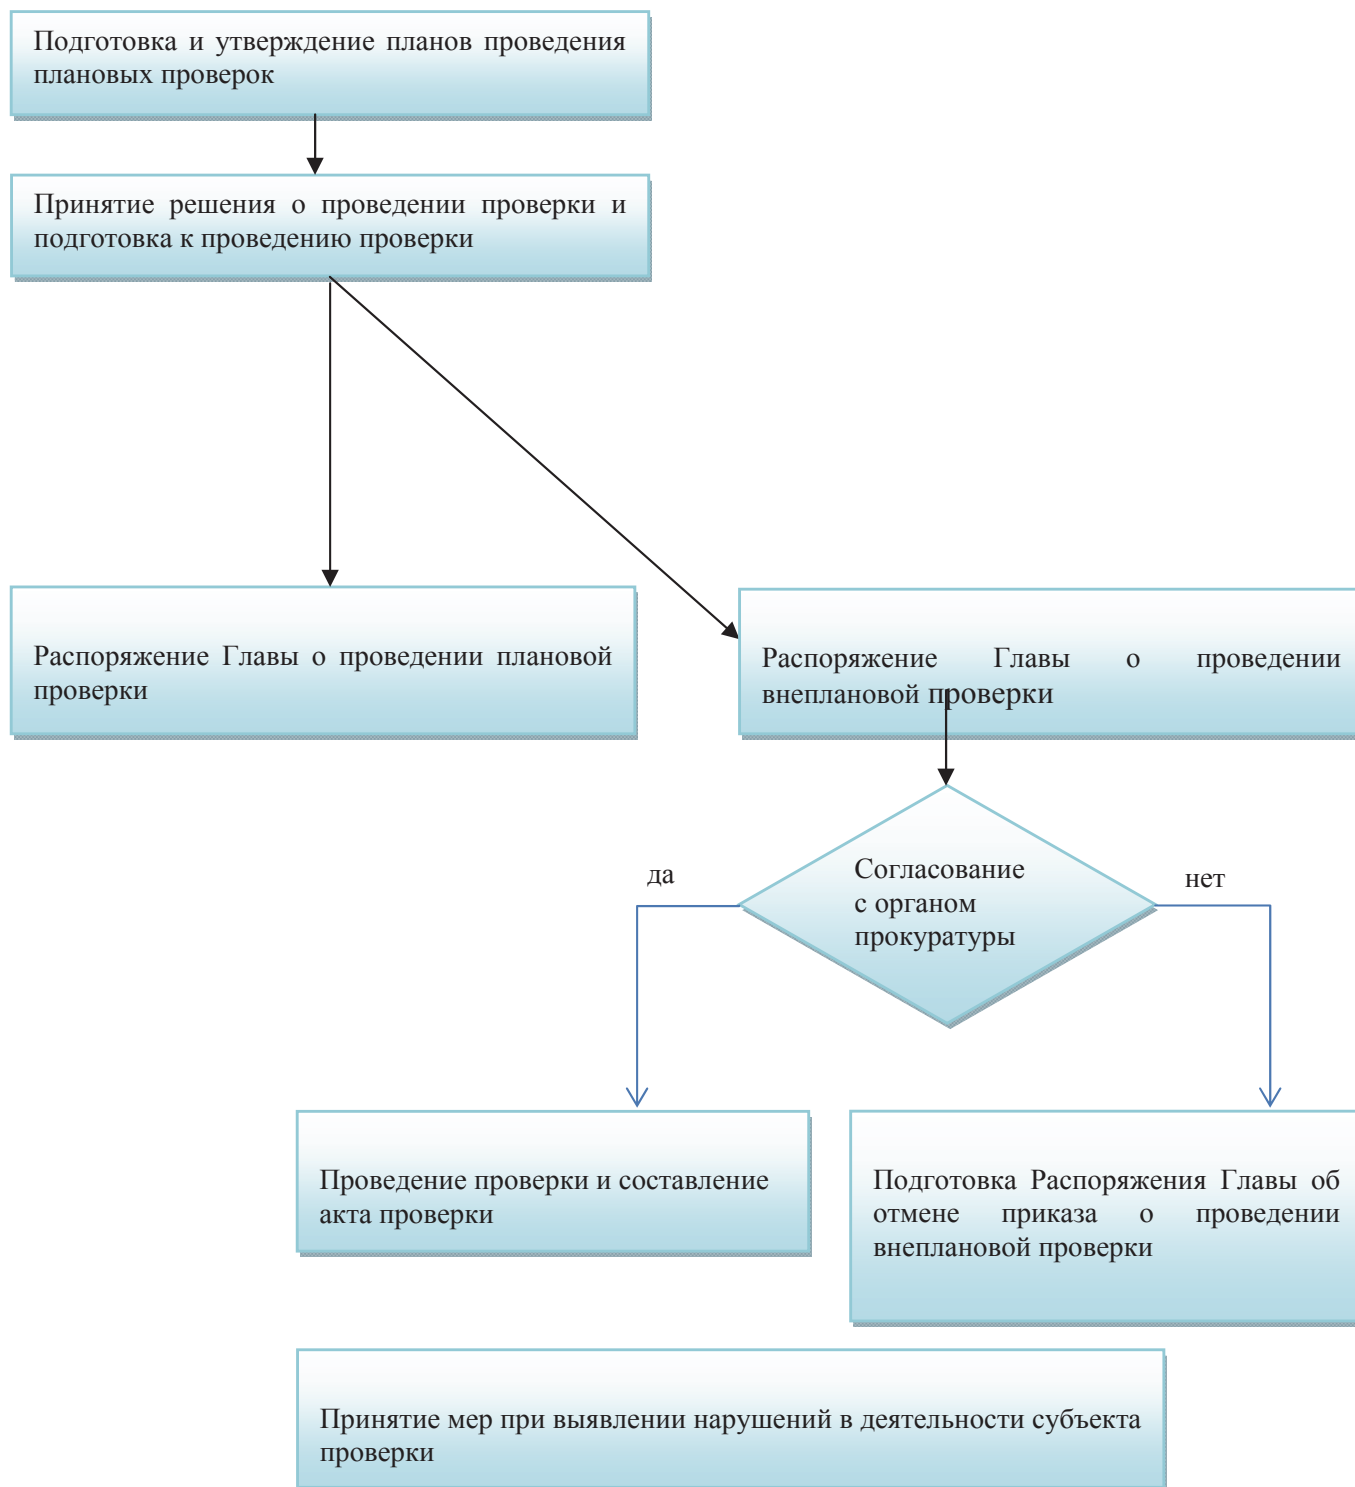 Подготовка и утверждение планов проведения
плановых проверок
Принятие решения о проведении проверки и
подготовка к проведению проверки
Распоряжение Главы о проведении плановой
проверки
Распоряжение Главы о проведении
внеплановой проверки
Согласование
с органом
прокуратуры
да
нет
Проведение проверки и составление
акта проверки
Подготовка Распоряжения Главы об
отмене приказа о проведении
внеплановой проверки
Принятие мер при выявлении нарушений в деятельности субъекта
проверки